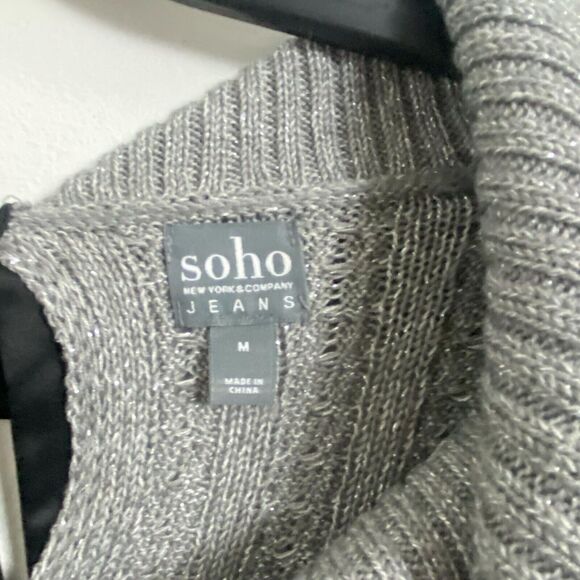 soho
NEW YORK & COMPANY
JEANS
M
MADE IN
CHINA